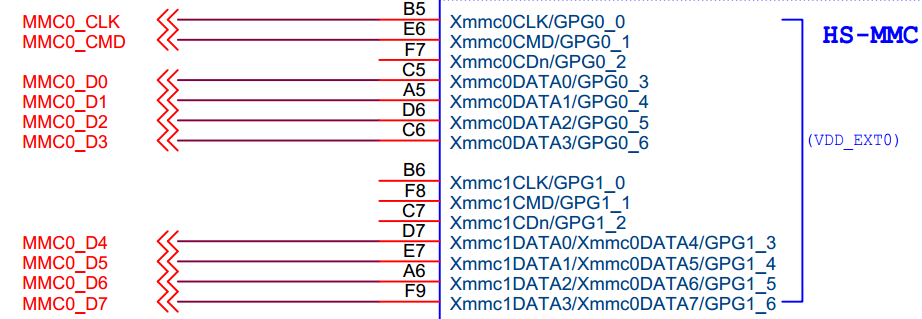 B5
MMC0_CLK Xmmc0CLK/GPG0_0
E6 HS-MMC
MMC0_CMD Xmmc0CMD/GPG0_1
F7
Xmmc0CDn/GPG0_2
C5
MMC0_D0 Xmmc0DATA0/GPG0_3
A5
MMC0_D1 Xmmc0DATA1/GPG0_4
D6
MMC0_D2 Xmmc0DATA2/GPG0_5
C6
MMC0_D3 Xmmc0DATA3/GPG0_6 (VDD_EXT0)
B6
Xmmc1CLK/GPG1_0
F8
Xmmc1CMD/GPG1_1
C7
Xmmc1CDn/GPG1_2
D7
MMC0_D4 Xmmc1DATA0/Xmmc0DATA4/GPG1_3
E7
MMC0_D5 Xmmc1DATA1/Xmmc0DATA5/GPG1_4
A6
MMC0_D6 Xmmc1DATA2/Xmmc0DATA6/GPG1_5
F9
MMC0_D7 Xmmc1DATA3/Xmmc0DATA7/GPG1_6